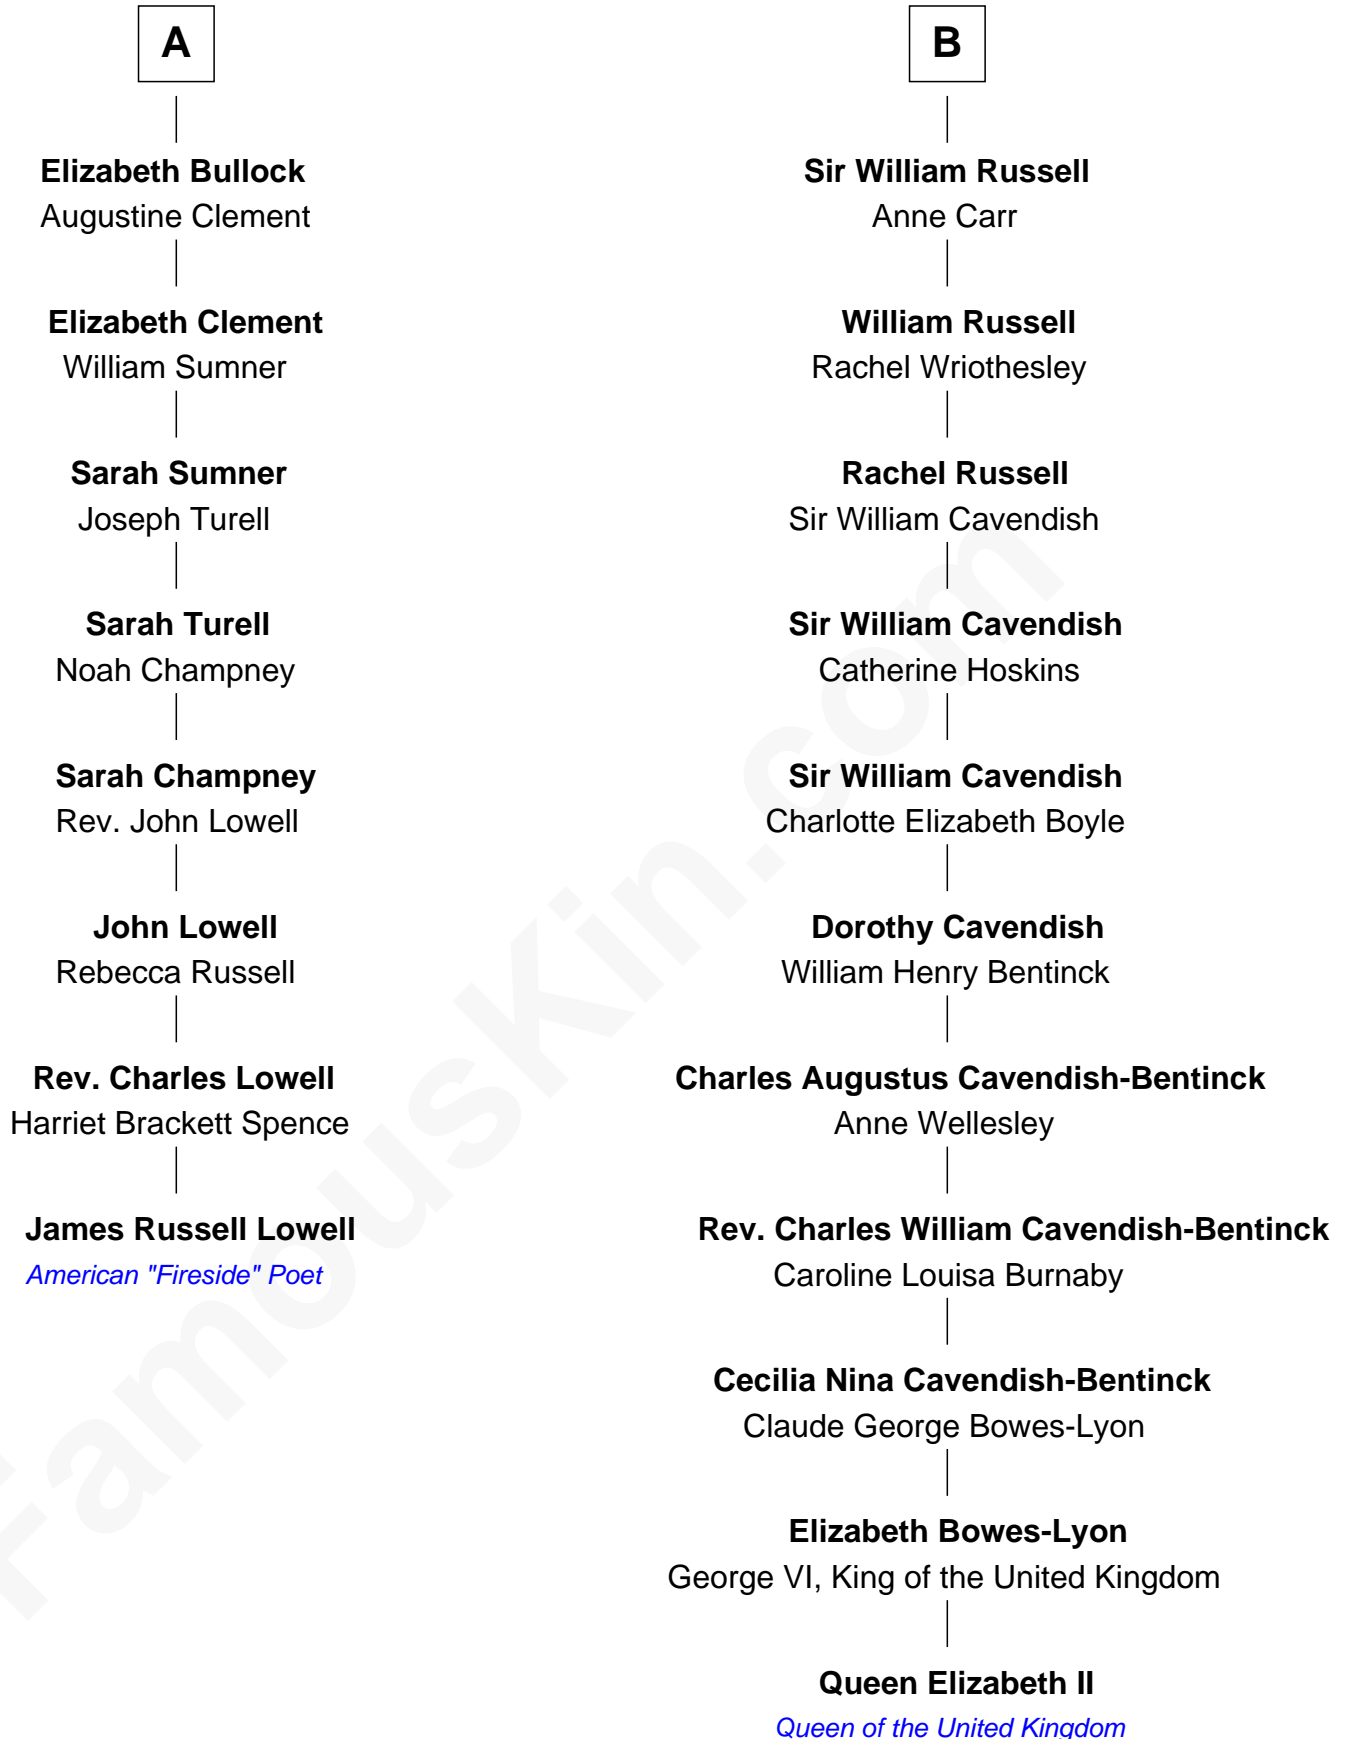 A
Elizabeth Bullock
Augustine Clement
Elizabeth Clement
William Sumner
Sarah Sumner
Joseph Turell
Sarah Turell
Noah Champney
Sarah Champney
Rev. John Lowell
John Lowell
Rebecca Russell
Rev. Charles Lowell
Harriet Brackett Spence
James Russell Lowell
American "Fireside" Poet
B
Sir William Russell
Anne Carr
William Russell
Rachel Wriothesley
Rachel Russell
Sir William Cavendish
Sir William Cavendish
Catherine Hoskins
Sir William Cavendish
Charlotte Elizabeth Boyle
Dorothy Cavendish
William Henry Bentinck
Charles Augustus Cavendish-Bentinck
Anne Wellesley
Rev. Charles William Cavendish-Bentinck
Caroline Louisa Burnaby
Cecilia Nina Cavendish-Bentinck
Claude George Bowes-Lyon
Elizabeth Bowes-Lyon
George VI, King of the United Kingdom
Queen Elizabeth II
Queen of the United Kingdom
FamousKin.com